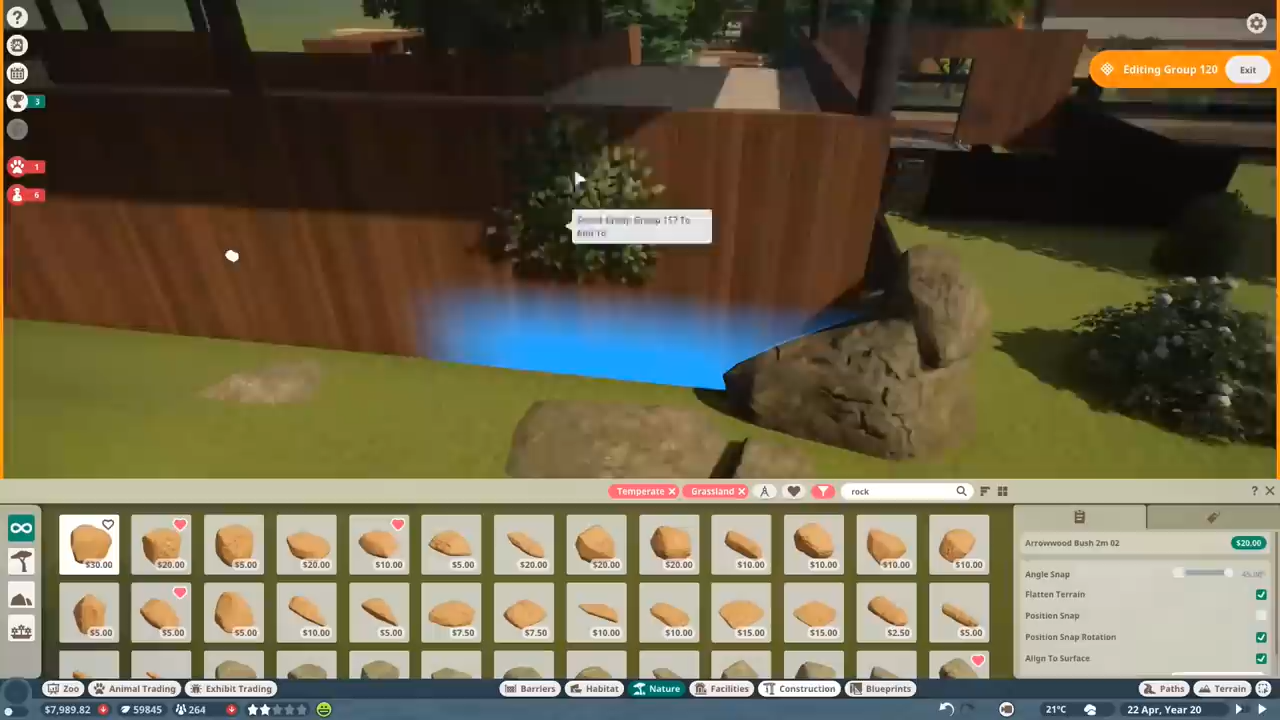 ?
Editing Group 120
Exit
3
1
6
Group 157 To
Temperate ×
Grassland ×
rock
? ×
$30.00
$20.00
$5.00
$20.00
$10.00
$5.00
$20.00
$20.00
$20.00
$10.00
$10.00
$10.00
$10.00
Arrowwood Bush 2m 02
$20.00
Angle Snap
45.00°
Flatten Terrain
Position Snap
Position Snap Rotation
Align To Surface
$5.00
$5.00
$5.00
$10.00
$5.00
$7.50
$7.50
$10.00
$10.00
$15.00
$15.00
$2.50
$5.00
Zoo
Animal Trading
Exhibit Trading
Barriers
Habitat
Nature
Facilities
Construction
Blueprints
Paths
Terrain
$7,989.82
59845
264
21°C
22 Apr, Year 20